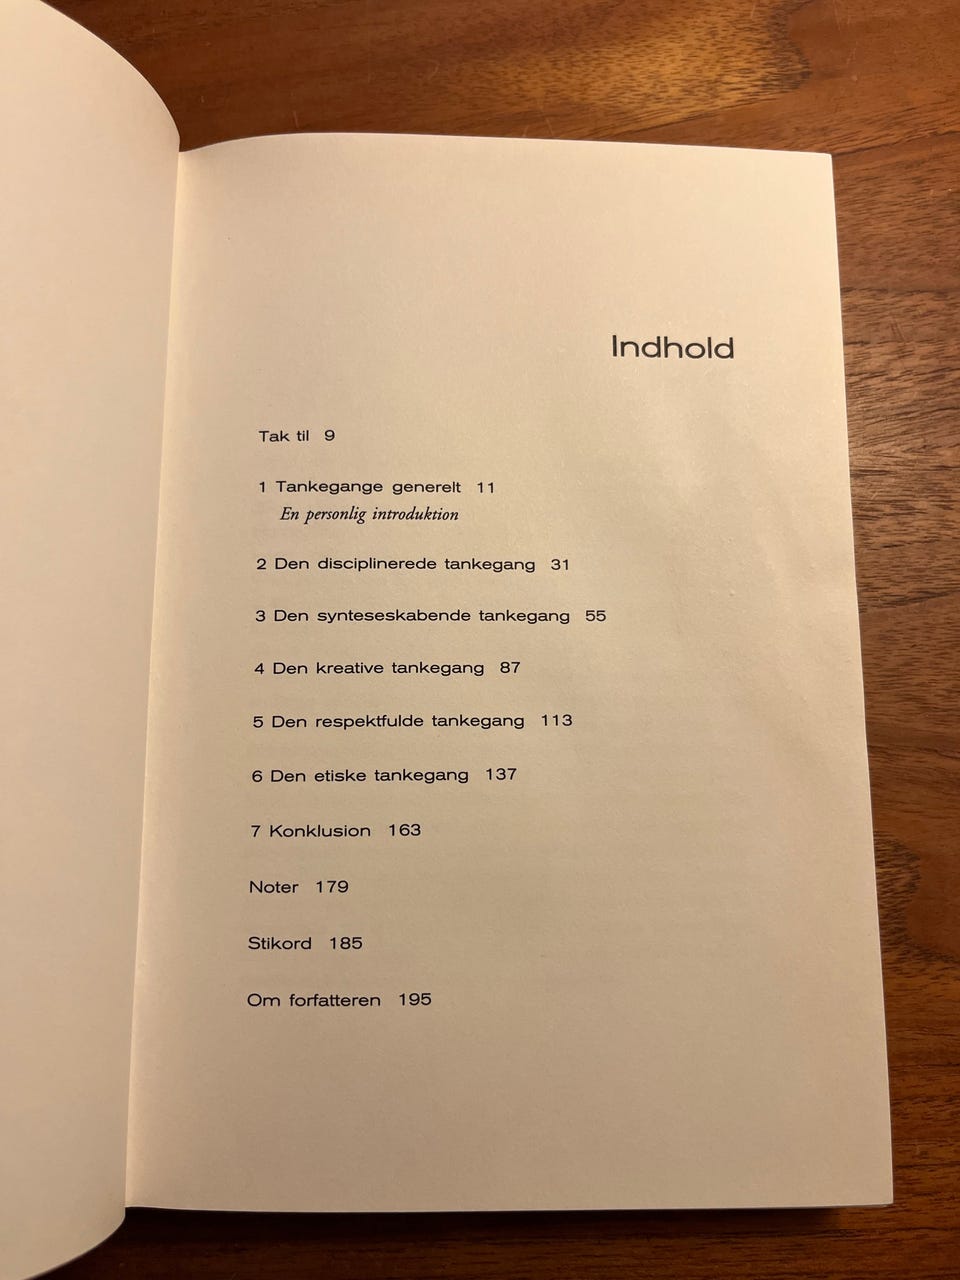 Indhold
Tak til 9
1 Tankegange generelt 11
En personlig introduktion
2 Den disciplinerede tankegang 31
3 Den synteseskabende tankegang 55
4 Den kreative tankegang 87
5 Den respektfulde tankegang 113
6 Den etiske tankegang 137
7 Konklusion 163
Noter 179
Stikord 185
Om forfatteren 195